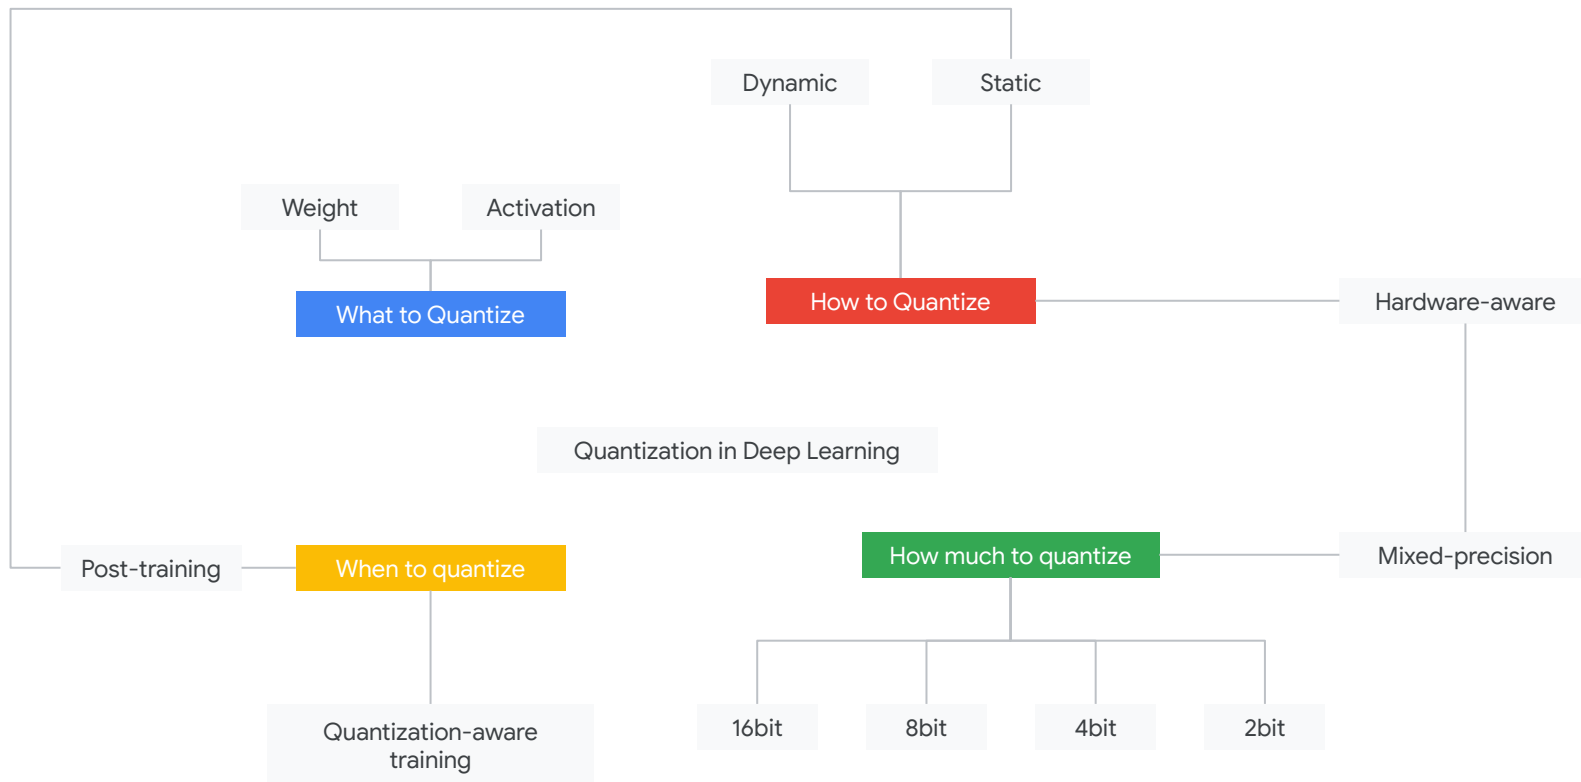 Dynamic
Static
Weight
Activation
What to Quantize
How to Quantize
Hardware-aware
Quantization in Deep Learning
Post-training
When to quantize
How much to quantize
Mixed-precision
Quantization-aware
training
16bit
8bit
4bit
2bit